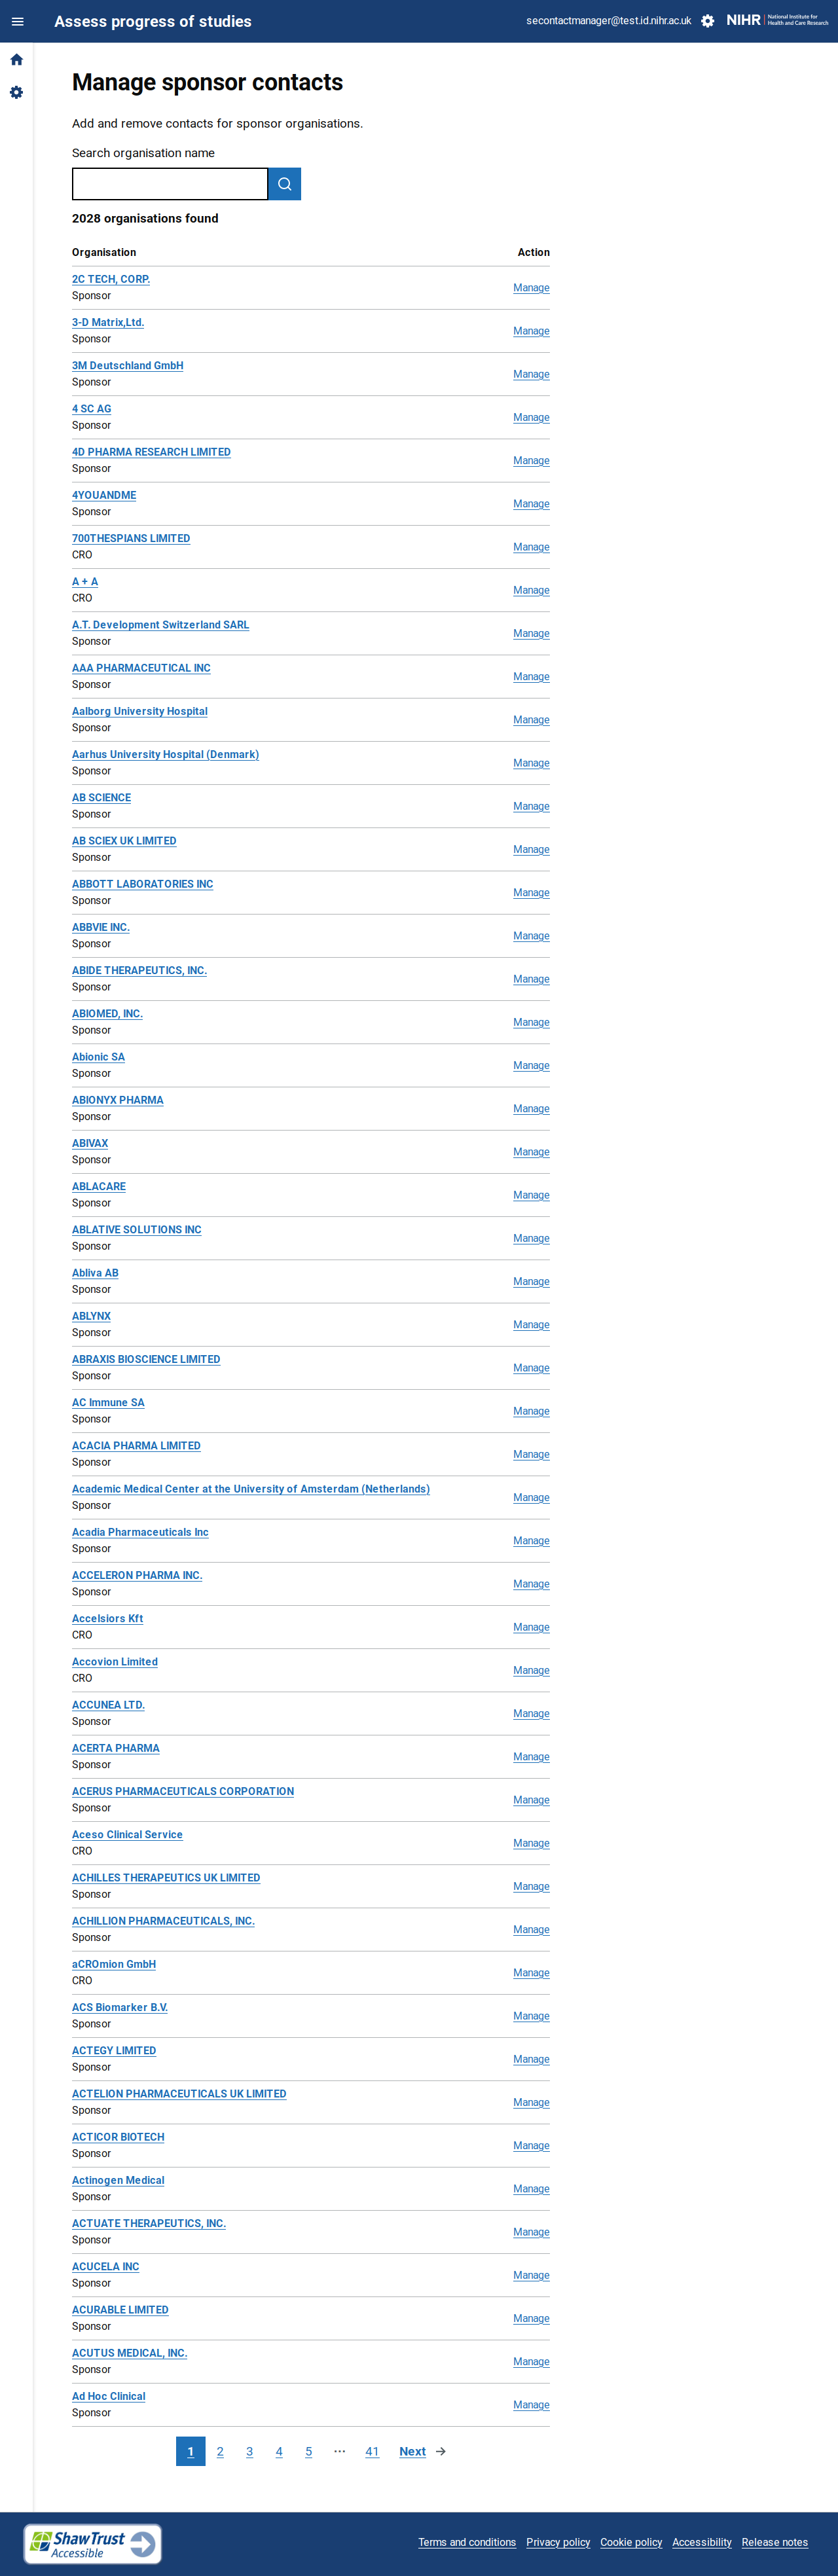 Assess progress of studies
secontactmanager@test.id.nihr.ac.uk
NIHR National Institute for Health and Care Research
Manage sponsor contacts
Add and remove contacts for sponsor organisations.
Search organisation name
2028 organisations found
Organisation Action
2C TECH, CORP.
Sponsor
Manage
3-D Matrix,Ltd.
Sponsor
Manage
3M Deutschland GmbH
Sponsor
Manage
4 SC AG
Sponsor
Manage
4D PHARMA RESEARCH LIMITED
Sponsor
Manage
4YOUANDME
Sponsor
Manage
700THESPIANS LIMITED
CRO
Manage
A + A
CRO
Manage
A.T. Development Switzerland SARL
Sponsor
Manage
AAA PHARMACEUTICAL INC
Sponsor
Manage
Aalborg University Hospital
Sponsor
Manage
Aarhus University Hospital (Denmark)
Sponsor
Manage
AB SCIENCE
Sponsor
Manage
AB SCIEX UK LIMITED
Sponsor
Manage
ABBOTT LABORATORIES INC
Sponsor
Manage
ABBVIE INC.
Sponsor
Manage
ABIDE THERAPEUTICS, INC.
Sponsor
Manage
ABIOMED, INC.
Sponsor
Manage
Abionic SA
Sponsor
Manage
ABIONYX PHARMA
Sponsor
Manage
ABIVAX
Sponsor
Manage
ABLACARE
Sponsor
Manage
ABLATIVE SOLUTIONS INC
Sponsor
Manage
Abliva AB
Sponsor
Manage
ABLYNX
Sponsor
Manage
ABRAXIS BIOSCIENCE LIMITED
Sponsor
Manage
AC Immune SA
Sponsor
Manage
ACACIA PHARMA LIMITED
Sponsor
Manage
Academic Medical Center at the University of Amsterdam (Netherlands)
Sponsor
Manage
Acadia Pharmaceuticals Inc
Sponsor
Manage
ACCELERON PHARMA INC.
Sponsor
Manage
Accelsiors Kft
CRO
Manage
Accovion Limited
CRO
Manage
ACCUNEA LTD.
Sponsor
Manage
ACERTA PHARMA
Sponsor
Manage
ACERUS PHARMACEUTICALS CORPORATION
Sponsor
Manage
Aceso Clinical Service
CRO
Manage
ACHILLES THERAPEUTICS UK LIMITED
Sponsor
Manage
ACHILLION PHARMACEUTICALS, INC.
Sponsor
Manage
aCROmion GmbH
CRO
Manage
ACS Biomarker B.V.
Sponsor
Manage
ACTEGY LIMITED
Sponsor
Manage
ACTELION PHARMACEUTICALS UK LIMITED
Sponsor
Manage
ACTICOR BIOTECH
Sponsor
Manage
Actinogen Medical
Sponsor
Manage
ACTUATE THERAPEUTICS, INC.
Sponsor
Manage
ACUCELA INC
Sponsor
Manage
ACURABLE LIMITED
Sponsor
Manage
ACUTUS MEDICAL, INC.
Sponsor
Manage
Ad Hoc Clinical
Sponsor
Manage
1 2 3 4 5 ⋯ 41 Next →
ShawTrust
Accessible
Terms and conditions Privacy policy Cookie policy Accessibility Release notes